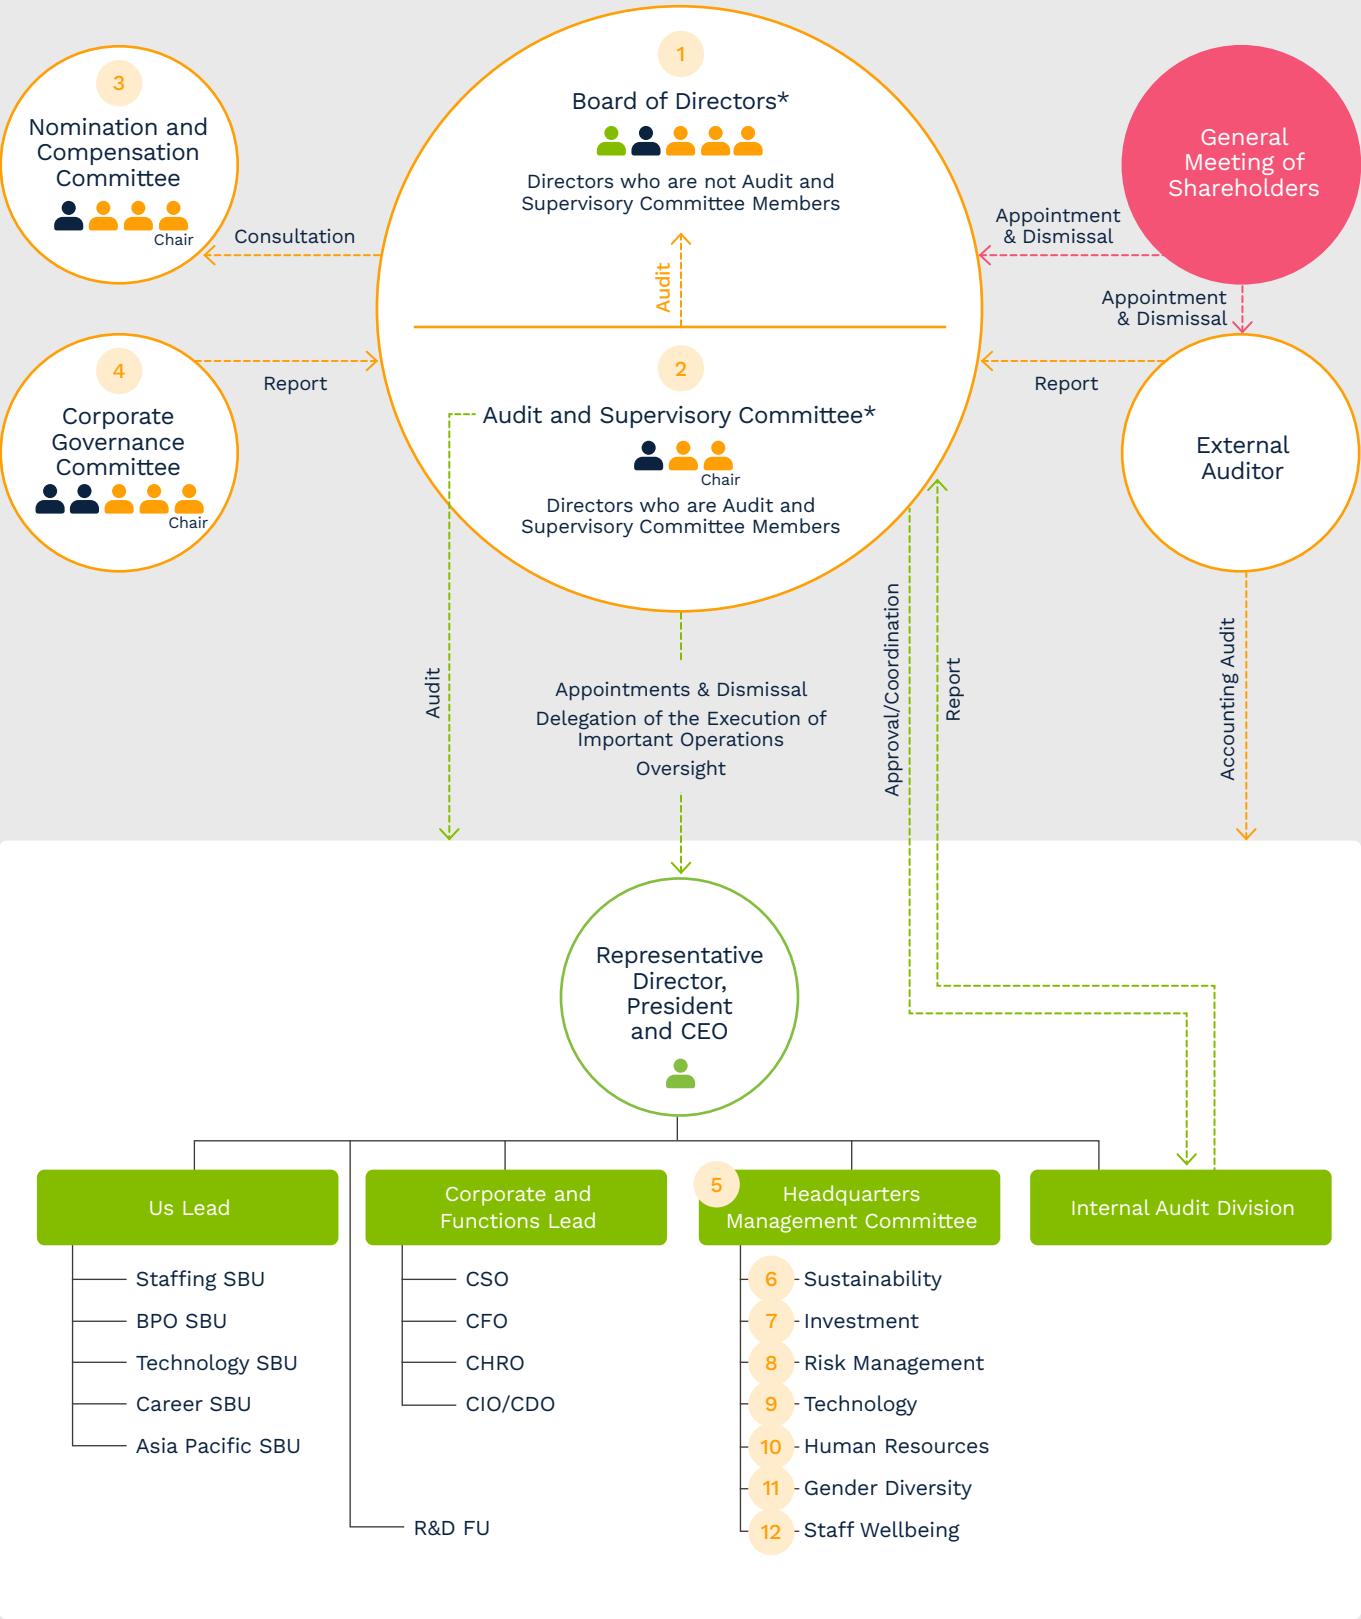 1
Board of Directors*
Directors who are not Audit and
Supervisory Committee Members
Audit
2
Audit and Supervisory Committee*
Chair
Directors who are Audit and
Supervisory Committee Members
3
Nomination and
Compensation
Committee
Chair
Consultation
4
Corporate
Governance
Committee
Chair
Report
General
Meeting of
Shareholders
Appointment
& Dismissal
Appointment
& Dismissal
Report
External
Auditor
Audit
Appointments & Dismissal
Delegation of the Execution of
Important Operations
Oversight
Approval/Coordination
Report
Accounting Audit
Representative
Director,
President
and CEO
Us Lead
Staffing SBU
BPO SBU
Technology SBU
Career SBU
Asia Pacific SBU
R&D FU
Corporate and
Functions Lead
CSO
CFO
CHRO
CIO/CDO
5
Headquarters
Management Committee
6 Sustainability
7 Investment
8 Risk Management
9 Technology
10 Human Resources
11 Gender Diversity
12 Staff Wellbeing
Internal Audit Division